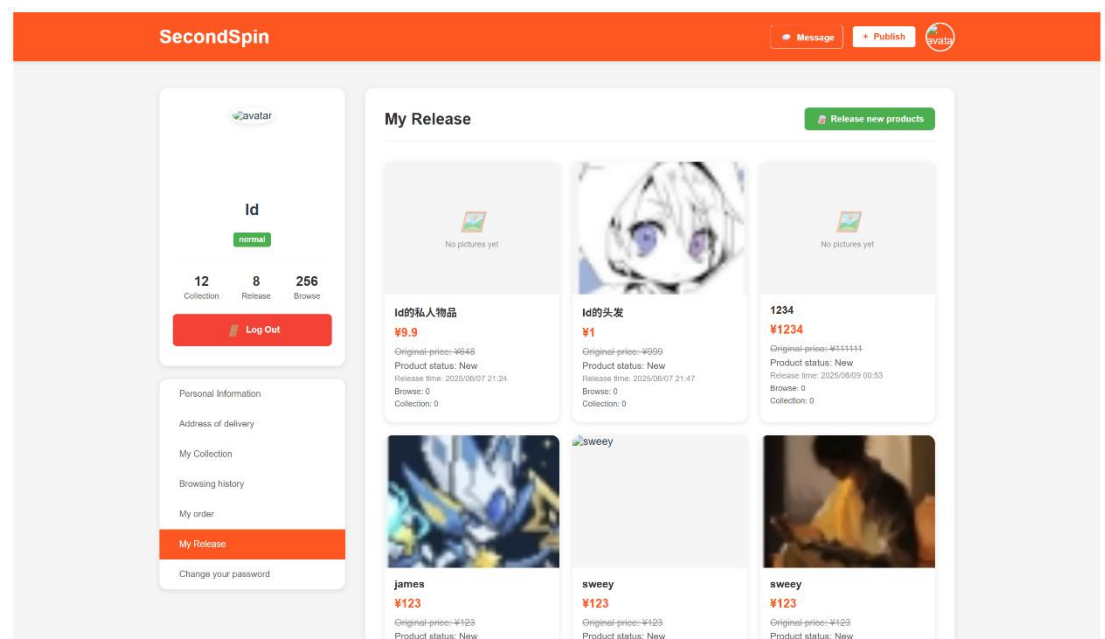 SecondSpin
Message
+ Publish
avata
avatar
ld
normal
12
8
256
Collection
Release
Browse
Log Out
Personal Information
Address of delivery
My Collection
Browsing history
My order
My Release
Change your password
My Release
Release new products
No pictures yet
ld的私人物品
¥9.9
Original price: ¥648
Product status: New
Release time: 2025/06/07 21:24
Browse: 0
Collection: 0
ld的头发
¥1
Original price: ¥999
Product status: New
Release time: 2025/06/07 21:47
Browse: 0
Collection: 0
No pictures yet
1234
¥1234
Original price: ¥111111
Product status: New
Release time: 2025/06/09 00:53
Browse: 0
Collection: 0
james
¥123
Original price: ¥123
Product status: New
sweey
sweey
¥123
Original price: ¥123
Product status: New
sweey
¥123
Original price: ¥123
Product status: New